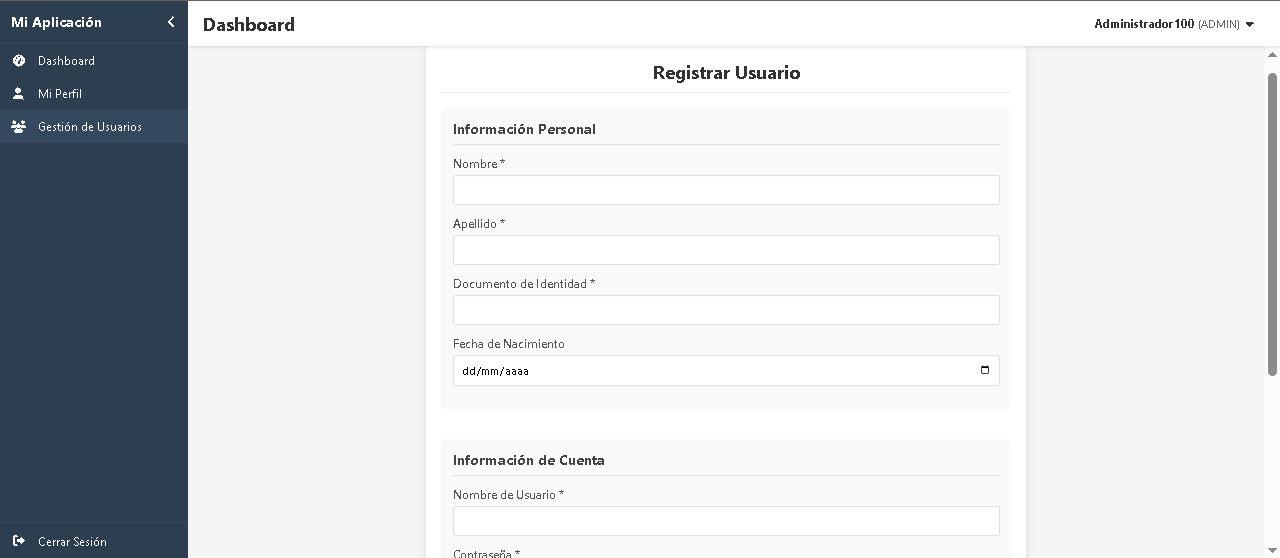 Mi Aplicación
Dashboard
Administrador100 (ADMIN)
Dashboard
Mi Perfil
Gestión de Usuarios
Cerrar Sesión
Registrar Usuario
Información Personal
Nombre *
Apellido *
Documento de Identidad *
Fecha de Nacimiento
dd/mm/aaaa
Información de Cuenta
Nombre de Usuario *
Contraseña *